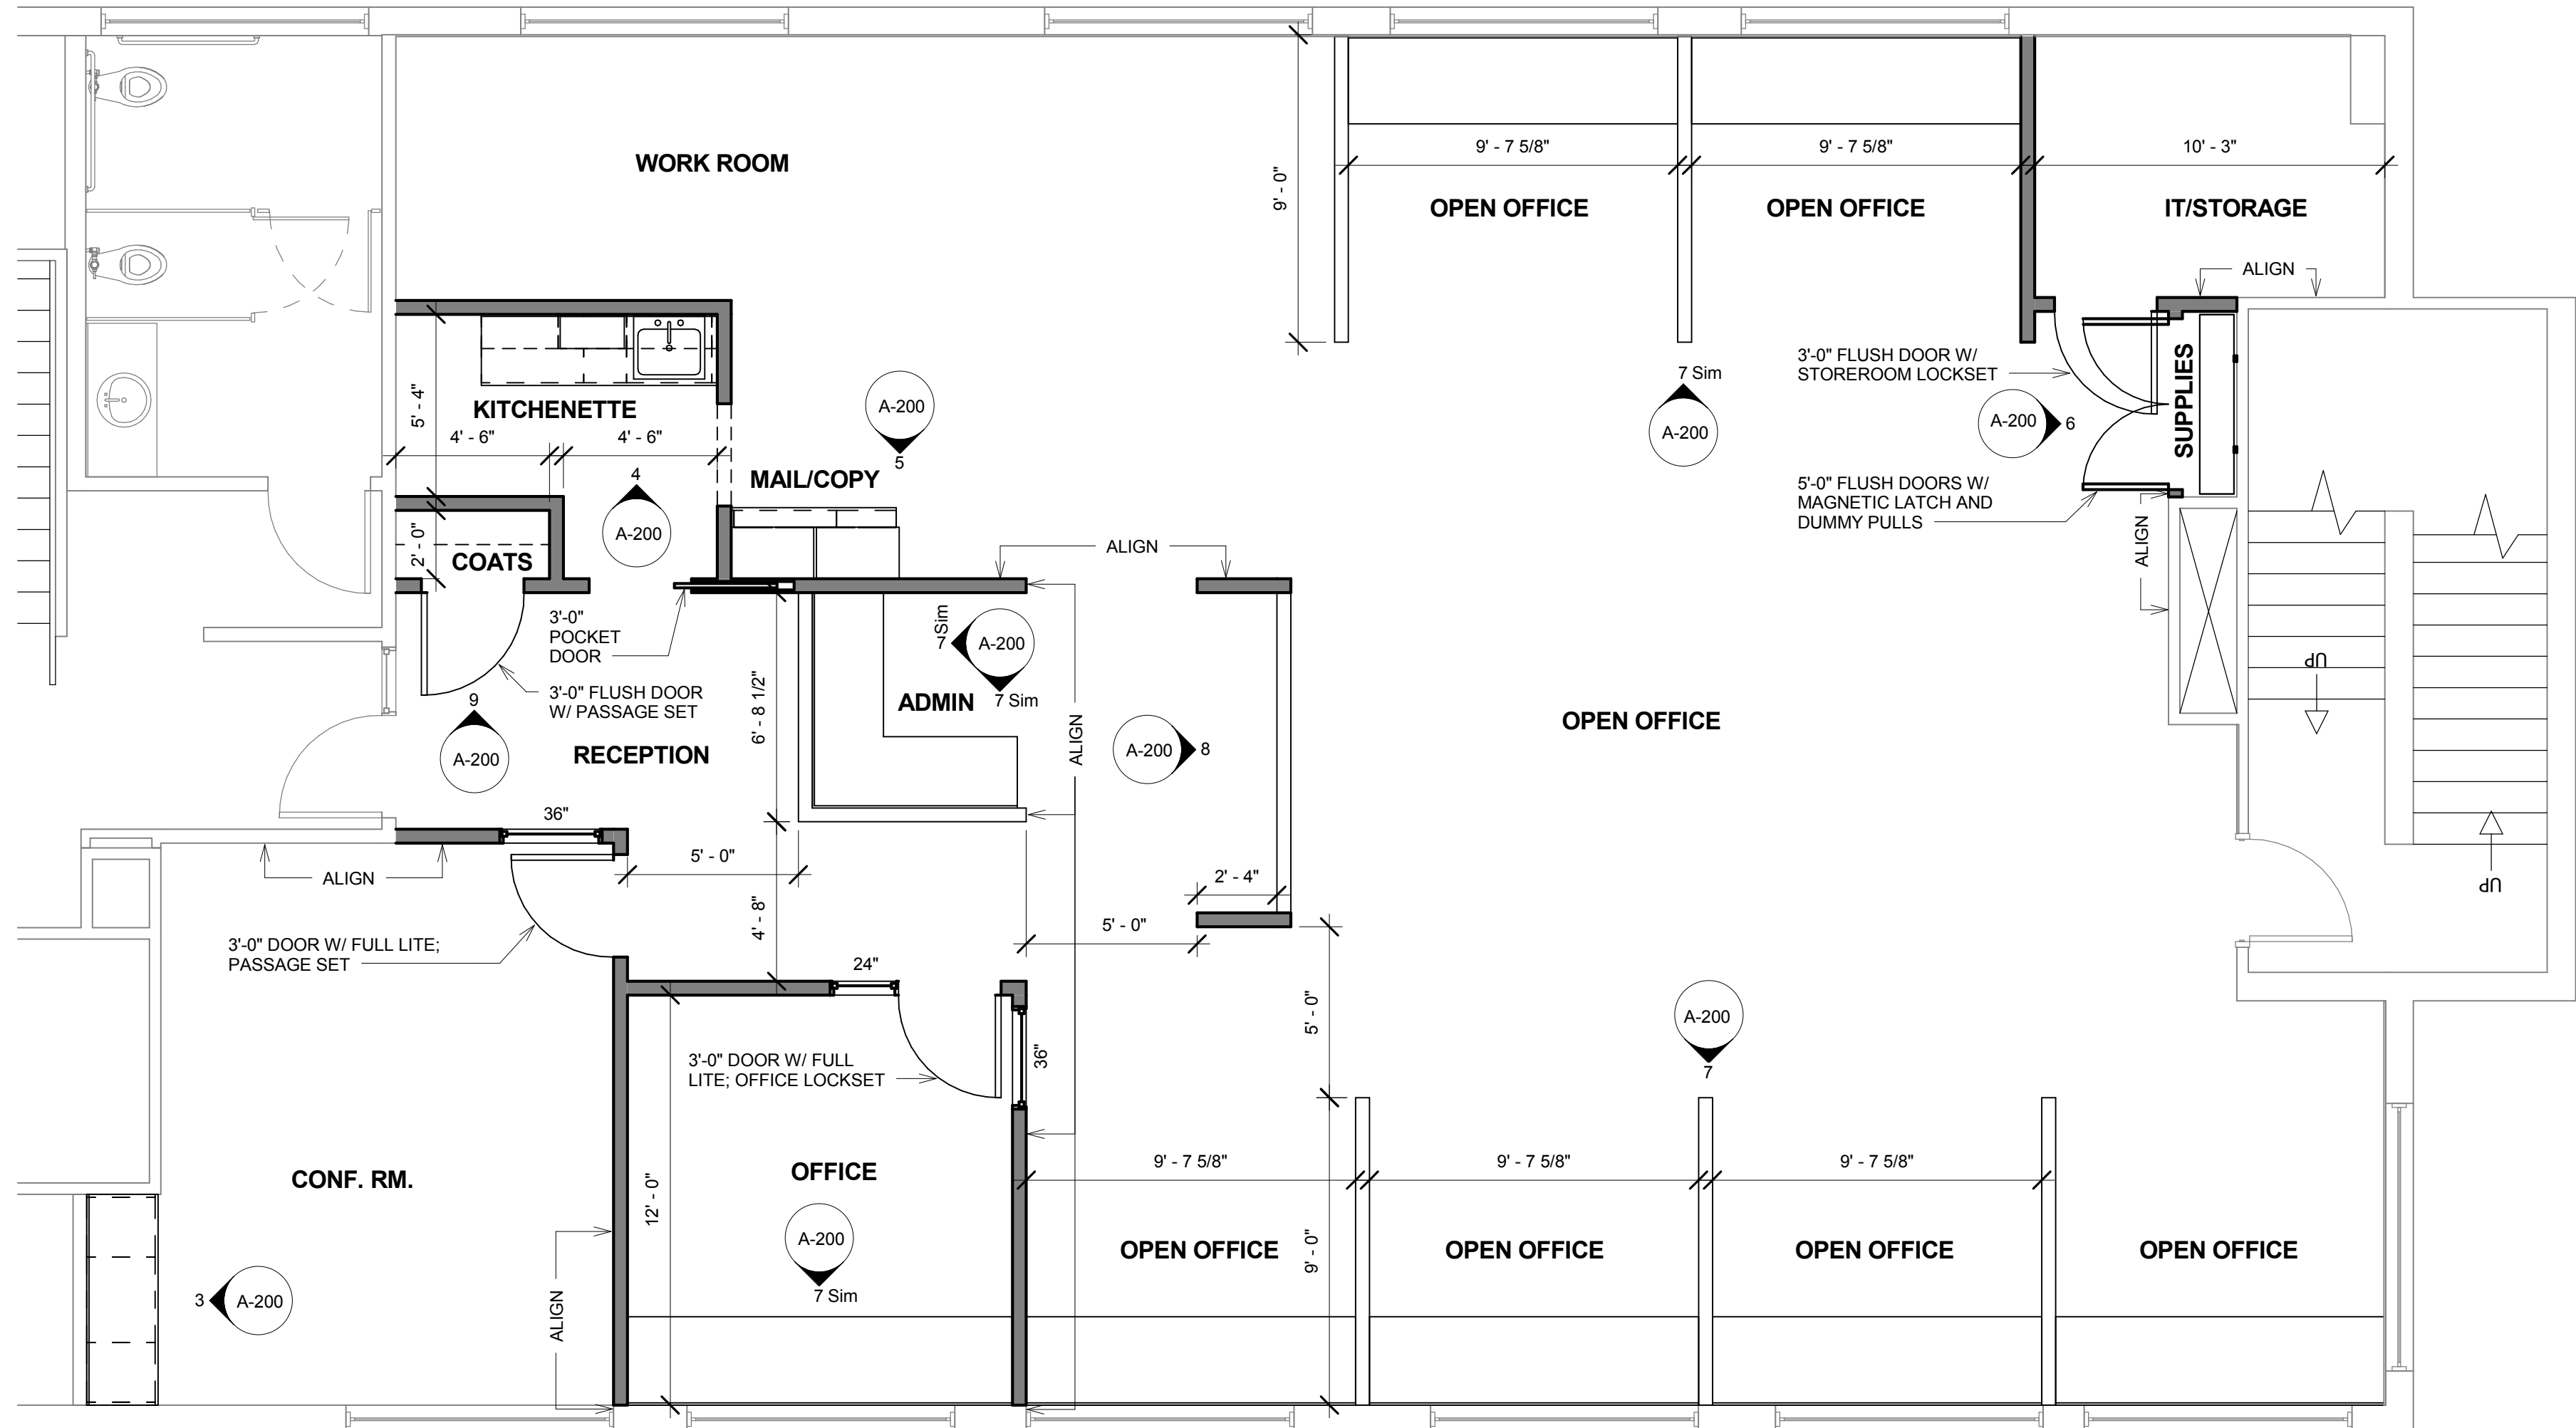 WORK ROOM
9' - 0"
9' - 7 5/8"
9' - 7 5/8"
10' - 3"
OPEN OFFICE
OPEN OFFICE
IT/STORAGE
ALIGN
3'-0" FLUSH DOOR W/
STOREROOM LOCKSET
7 Sim
A-200
A-200
6
SUPPLIES
5'-0" FLUSH DOORS W/
MAGNETIC LATCH AND
DUMMY PULLS
ALIGN
5' - 4"
KITCHENETTE
4' - 6"
4' - 6"
A-200
5
4
A-200
MAIL/COPY
2' - 0"
COATS
ALIGN
3'-0"
POCKET
DOOR
3'-0" FLUSH DOOR
W/ PASSAGE SET
7 Sim
A-200
7 Sim
ADMIN
6' - 8 1/2"
9
A-200
RECEPTION
ALIGN
A-200
8
OPEN OFFICE
UP
UP
36"
ALIGN
5' - 0"
4' - 8"
2' - 4"
5' - 0"
3'-0" DOOR W/ FULL LITE;
PASSAGE SET
24"
5' - 0"
A-200
7
3'-0" DOOR W/ FULL
LITE; OFFICE LOCKSET
36"
CONF. RM.
12' - 0"
OFFICE
9' - 7 5/8"
9' - 7 5/8"
9' - 7 5/8"
A-200
7 Sim
9' - 0"
OPEN OFFICE
OPEN OFFICE
OPEN OFFICE
OPEN OFFICE
3
A-200
ALIGN